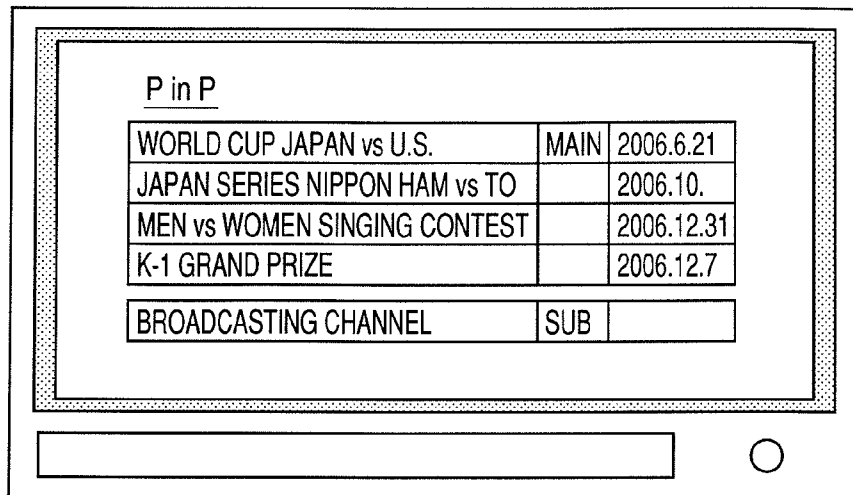 P in P
WORLD CUP JAPAN vs U.S. MAIN 2006.6.21
JAPAN SERIES NIPPON HAM vs TO 2006.10.
MEN vs WOMEN SINGING CONTEST 2006.12.31
K-1 GRAND PRIZE 2006.12.7
BROADCASTING CHANNEL SUB